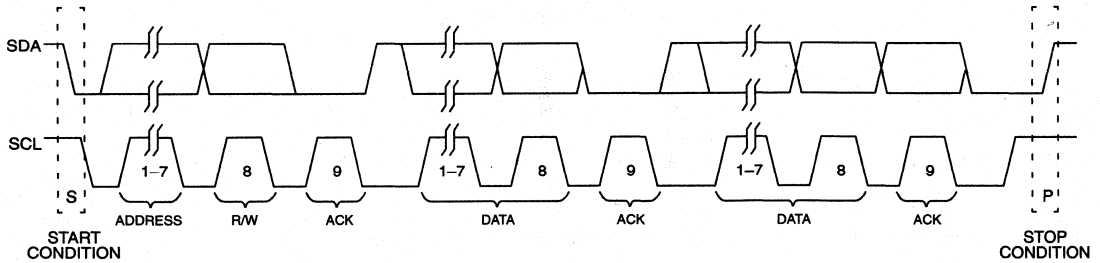 SDA
SCL
1–7 8 9 1–7 8 9 1–7 8 9
S P
ADDRESS R/W ACK DATA ACK DATA ACK
START
CONDITION
STOP
CONDITION